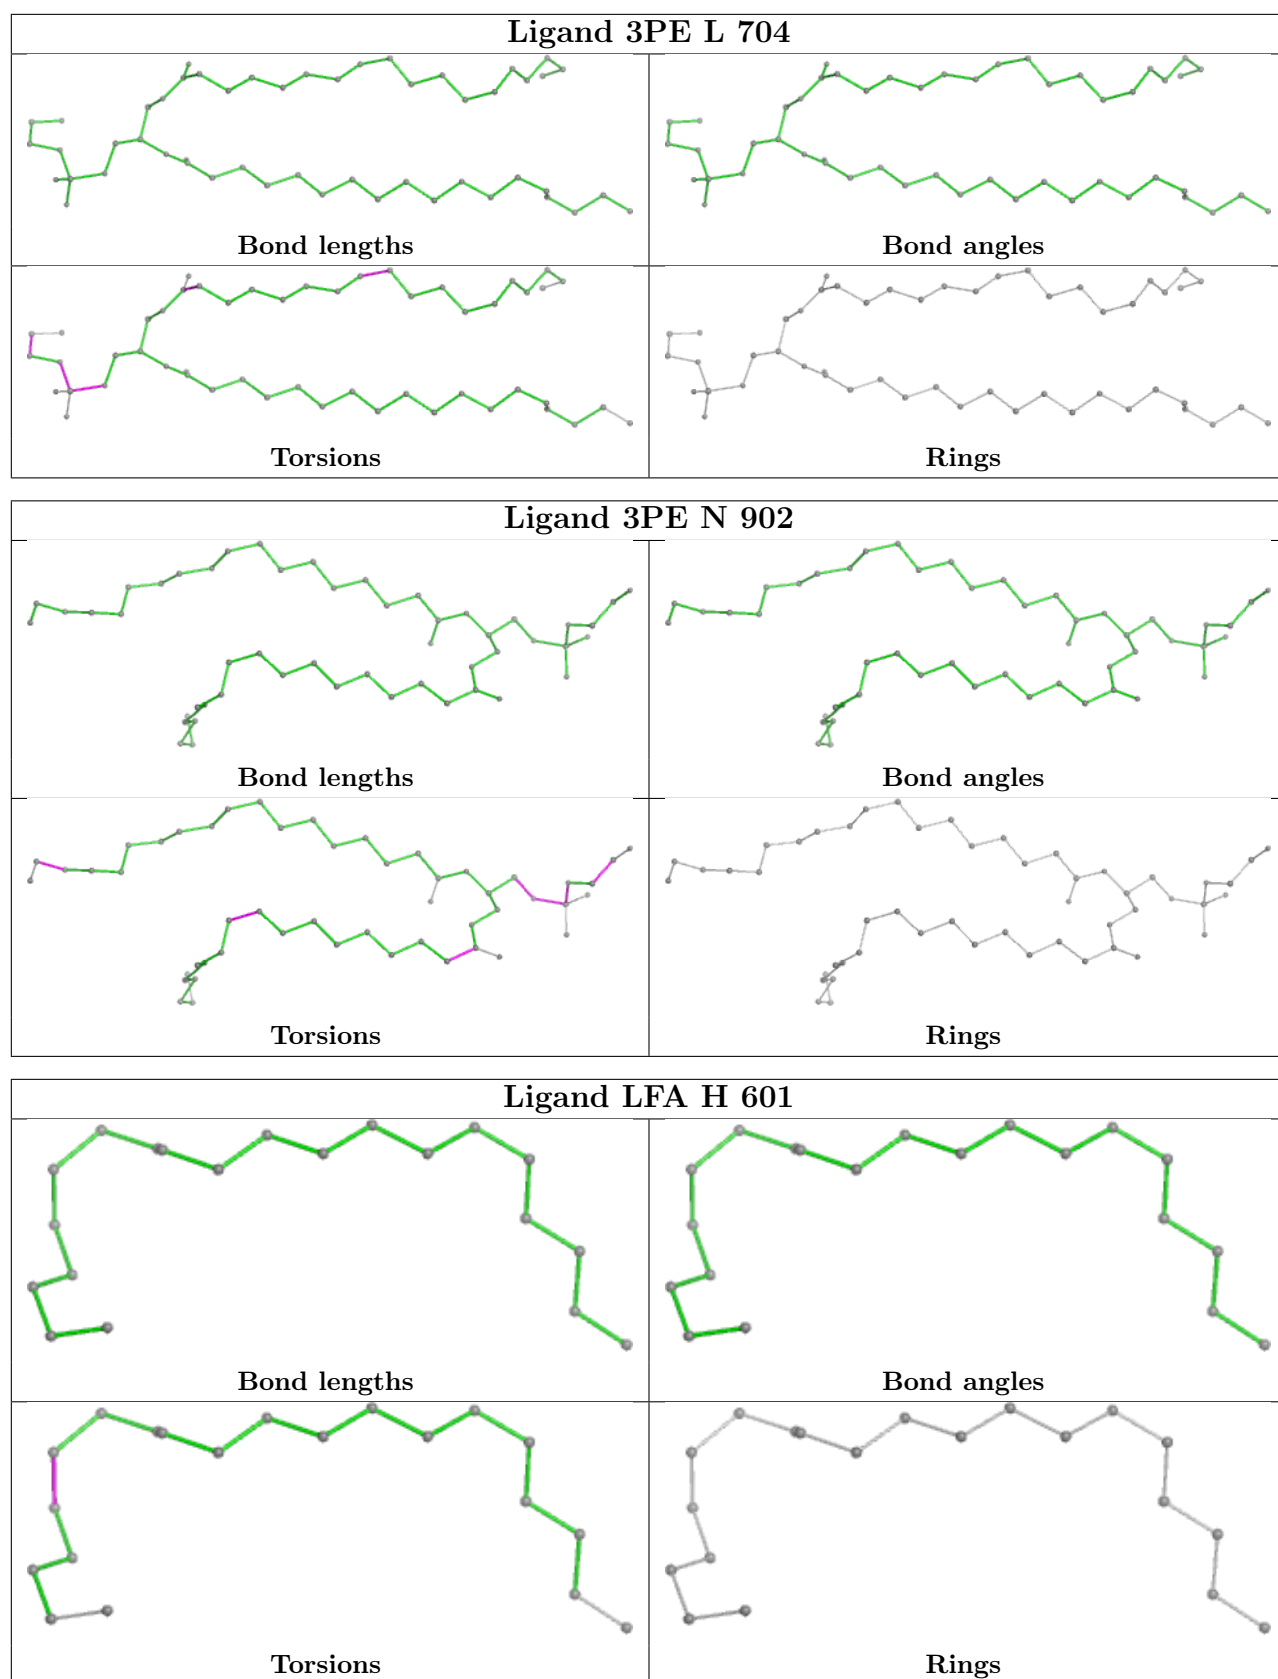 Ligand 3PE L 704
Bond lengths
Bond angles
Torsions
Rings
Ligand 3PE N 902
Bond lengths
Bond angles
Torsions
Rings
Ligand LFA H 601
Bond lengths
Bond angles
Torsions
Rings